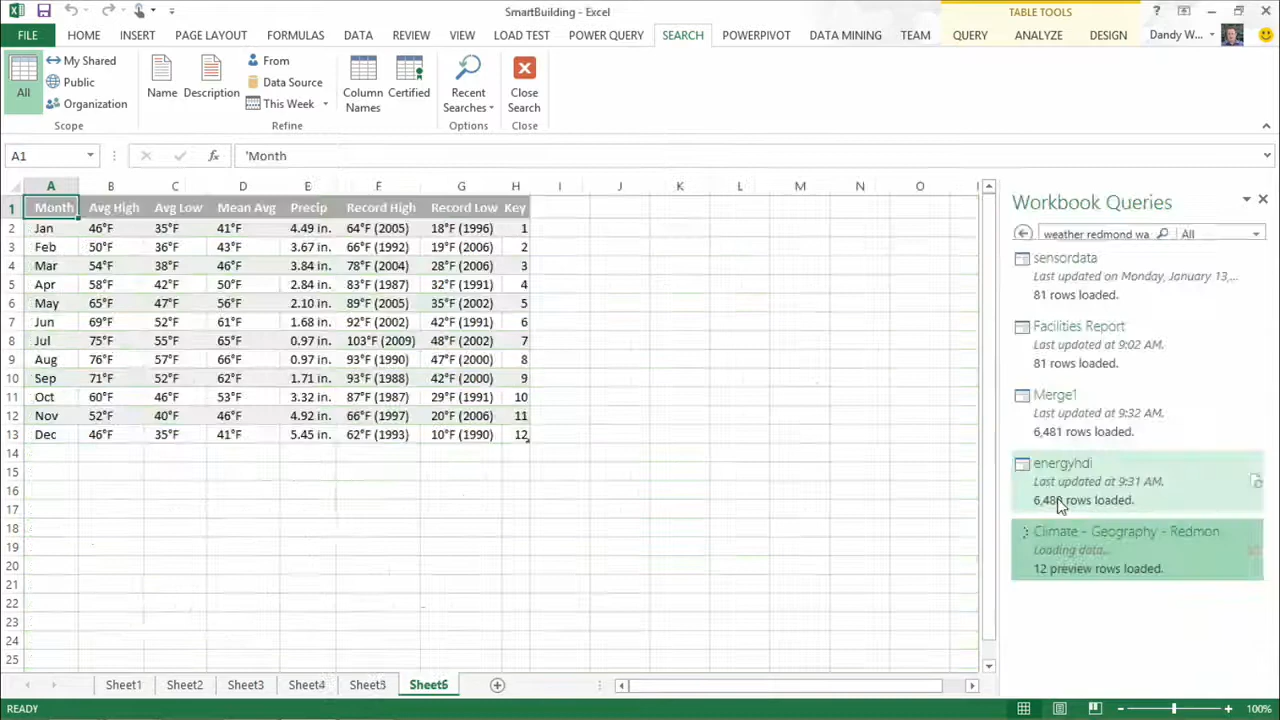 SmartBuilding - Excel
TABLE TOOLS
FILE HOME INSERT PAGE LAYOUT FORMULAS DATA REVIEW VIEW LOAD TEST POWER QUERY SEARCH POWERPIVOT DATA MINING TEAM QUERY ANALYZE DESIGN Dandy W...
All
My Shared
Public
Organization
Scope
Name
Description
From
Data Source
This Week
Refine
Column Names
Certified
Recent Searches
Options
Close Search
Close
A1 fx 'Month
A B C D E F G H I J K L M N O
1 Month Avg High Avg Low Mean Avg Precip Record High Record Low Key
2 Jan 46°F 35°F 41°F 4.49 in. 64°F (2005) 18°F (1996) 1
3 Feb 50°F 36°F 43°F 3.67 in. 66°F (1992) 19°F (2006) 2
4 Mar 54°F 38°F 46°F 3.84 in. 78°F (2004) 28°F (2006) 3
5 Apr 58°F 42°F 50°F 2.84 in. 83°F (1987) 32°F (1991) 4
6 May 65°F 47°F 56°F 2.10 in. 89°F (2005) 35°F (2002) 5
7 Jun 69°F 52°F 61°F 1.68 in. 92°F (2002) 42°F (1991) 6
8 Jul 75°F 55°F 65°F 0.97 in. 103°F (2009) 48°F (2002) 7
9 Aug 76°F 57°F 66°F 0.97 in. 93°F (1990) 47°F (2000) 8
10 Sep 71°F 52°F 62°F 1.71 in. 93°F (1988) 42°F (2000) 9
11 Oct 60°F 46°F 53°F 3.32 in. 87°F (1987) 29°F (1991) 10
12 Nov 52°F 40°F 46°F 4.92 in. 66°F (1997) 20°F (2006) 11
13 Dec 46°F 35°F 41°F 5.45 in. 62°F (1993) 10°F (1990) 12
14
15
16
17
18
19
20
21
22
23
24
25
Workbook Queries
weather redmond wa All
sensordata
Last updated on Monday, January 13,...
81 rows loaded.
Facilities Report
Last updated at 9:02 AM.
81 rows loaded.
Merge1
Last updated at 9:32 AM.
6,481 rows loaded.
energyhdi
Last updated at 9:31 AM.
rows loaded.
Climate - Geography - Redmon
Loading data...
12 preview rows loaded.
Sheet1 Sheet2 Sheet3 Sheet4 Sheet5 Sheet6
READY 100%